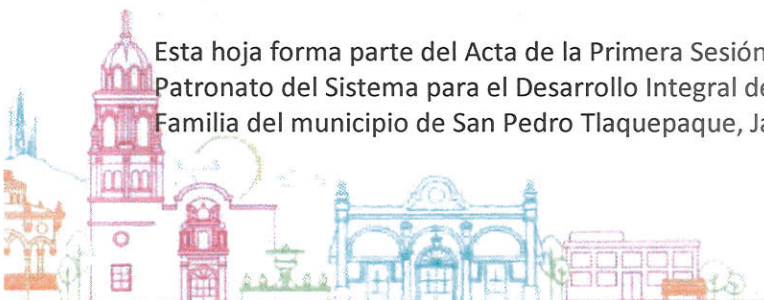 Esta hoja forma parte del Acta de la Primera Sesión
Patronato del Sistema para el Desarrollo Integral de
Familia del municipio de San Pedro Tlaquepaque,